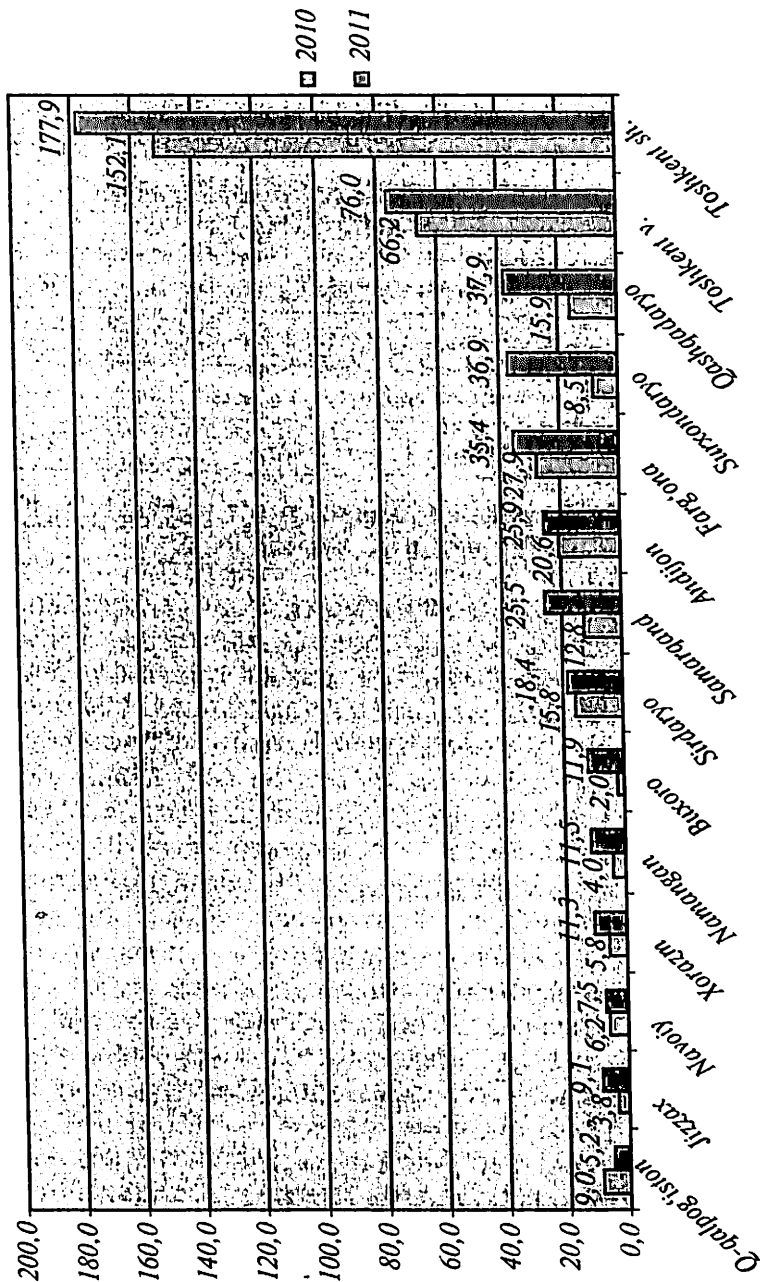 200,0
180,0
160,0
140,0
120,0
100,0
80,0
60,0
40,0
20,0
0,0
9,0
5,2
3,8
9,1
6,2
7,5
5,8
11,3
4,0
11,5
2,0
11,9
15,8
18,4
12,8
25,5
20,6
25,9
27,9
35,4
8,5
36,9
15,9
37,9
66,2
76,0
152,1
177,9
Q-qalpog'iston
Jizzax
Navoiy
Xorazm
Namangan
Buxoro
Sirdaryo
Samarqand
Andijon
Farg'ona
Surxondaryo
Qashqadaryo
Toshkent v.
Toshkent sh.
2010
2011